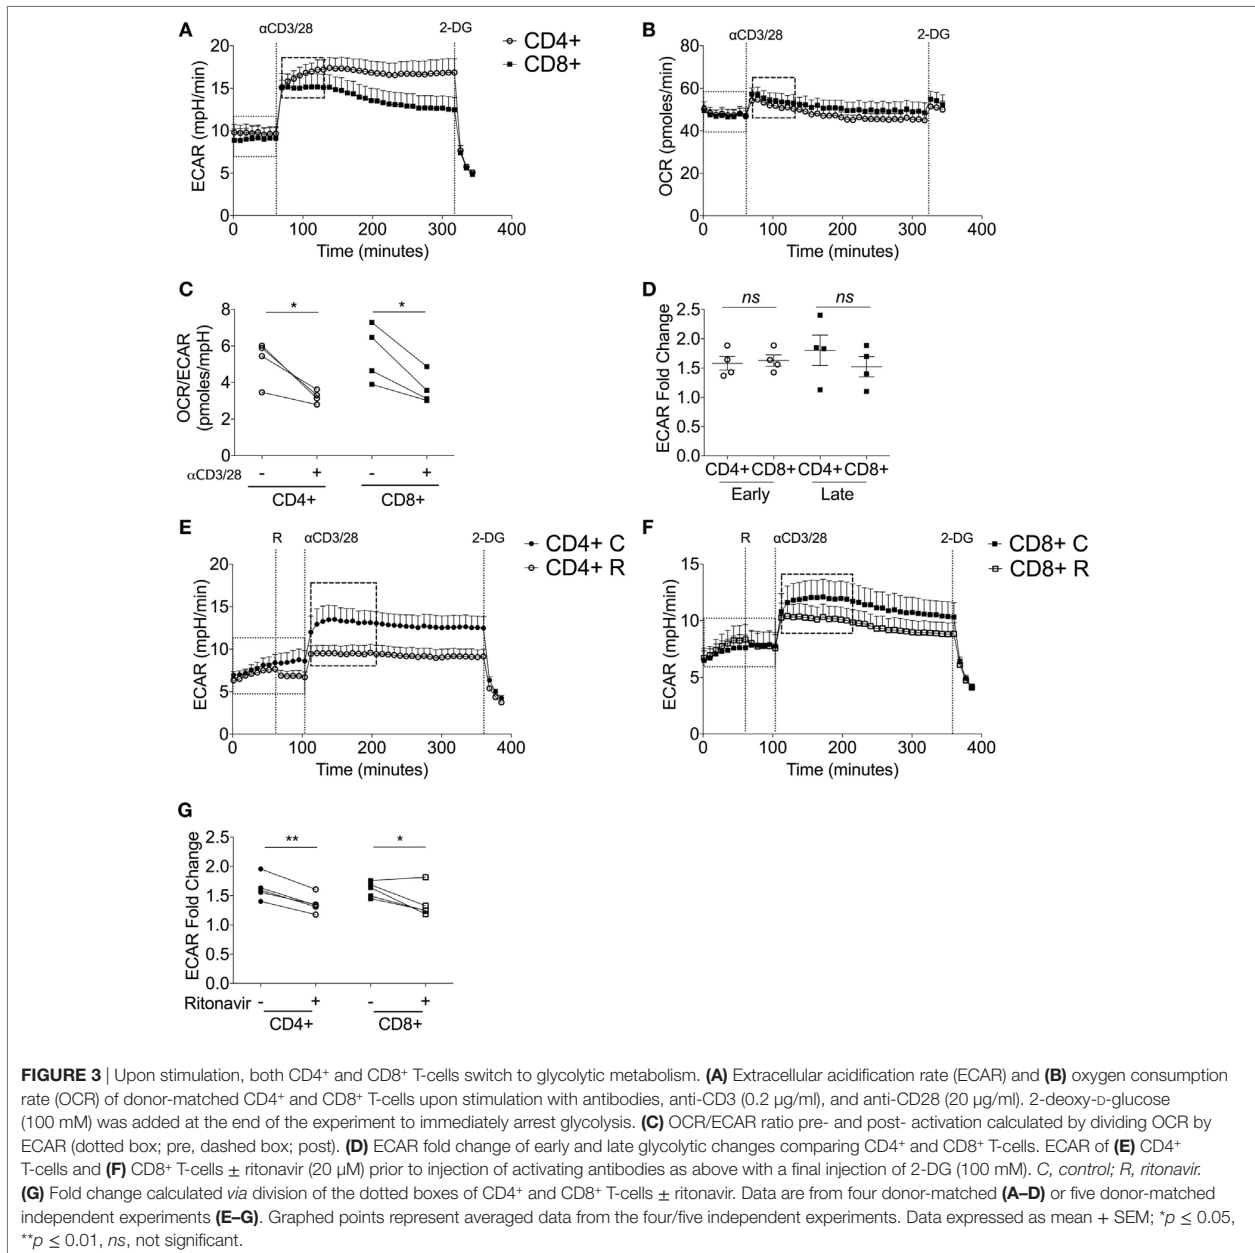 A
αCD3/28
2-DG
CD4+
CD8+
20
15
10
5
0
ECAR (mpH/min)
0 100 200 300 400
Time (minutes)
B
αCD3/28
2-DG
80
60
40
20
0
OCR (pmoles/min)
0 100 200 300 400
Time (minutes)
C
* *
8
6
4
2
0
OCR/ECAR
(pmoles/mpH)
αCD3/28 - + - +
CD4+ CD8+
D
ns ns
2.5
2.0
1.5
1.0
0.5
0.0
ECAR Fold Change
CD4+ CD8+ CD4+ CD8+
Early Late
E
R αCD3/28 2-DG
CD4+ C
CD4+ R
20
15
10
5
0
ECAR (mpH/min)
0 100 200 300 400
Time (minutes)
F
R αCD3/28 2-DG
CD8+ C
CD8+ R
15
10
5
0
ECAR (mpH/min)
0 100 200 300 400
Time (minutes)
G
** *
2.5
2.0
1.5
1.0
0.5
0.0
ECAR Fold Change
Ritonavir - + - +
CD4+ CD8+
FIGURE 3 | Upon stimulation, both CD4⁺ and CD8⁺ T-cells switch to glycolytic metabolism. (A) Extracellular acidification rate (ECAR) and (B) oxygen consumption
rate (OCR) of donor-matched CD4⁺ and CD8⁺ T-cells upon stimulation with antibodies, anti-CD3 (0.2 µg/ml), and anti-CD28 (20 µg/ml). 2-deoxy-D-glucose
(100 mM) was added at the end of the experiment to immediately arrest glycolysis. (C) OCR/ECAR ratio pre- and post- activation calculated by dividing OCR by
ECAR (dotted box; pre, dashed box; post). (D) ECAR fold change of early and late glycolytic changes comparing CD4⁺ and CD8⁺ T-cells. ECAR of (E) CD4⁺
T-cells and (F) CD8⁺ T-cells ± ritonavir (20 µM) prior to injection of activating antibodies as above with a final injection of 2-DG (100 mM). C, control; R, ritonavir.
(G) Fold change calculated via division of the dotted boxes of CD4⁺ and CD8⁺ T-cells ± ritonavir. Data are from four donor-matched (A–D) or five donor-matched
independent experiments (E–G). Graphed points represent averaged data from the four/five independent experiments. Data expressed as mean + SEM; *p ≤ 0.05,
**p ≤ 0.01, ns, not significant.